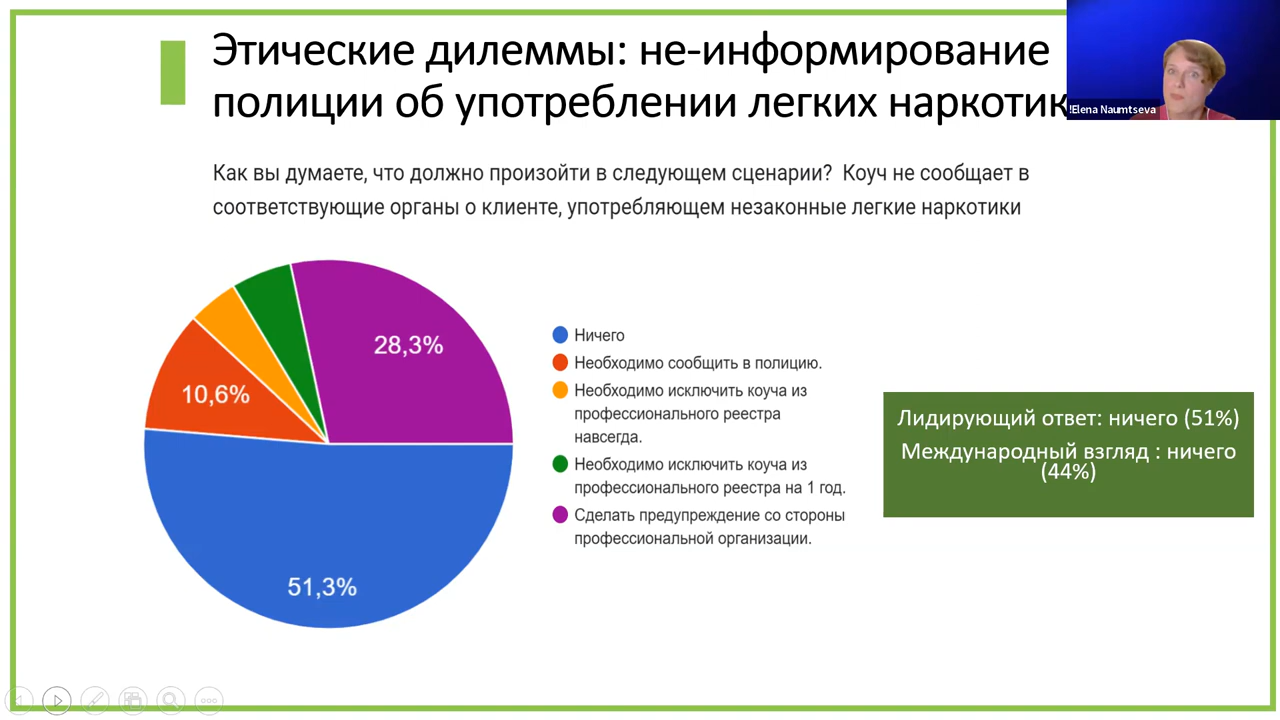 Этические дилеммы: не-информирование
полиции об употреблении легких наркотик
!Elena Naumtseva
Как вы думаете, что должно произойти в следующем сценарии? Коуч не сообщает в
соответствующие органы о клиенте, употребляющем незаконные легкие наркотики
28,3%
10,6%
51,3%
Ничего
Необходимо сообщить в полицию.
Необходимо исключить коуча из
профессионального реестра
навсегда.
Необходимо исключить коуча из
профессионального реестра на 1 год.
Сделать предупреждение со стороны
профессиональной организации.
Лидирующий ответ: ничего (51%)
Международный взгляд : ничего
(44%)